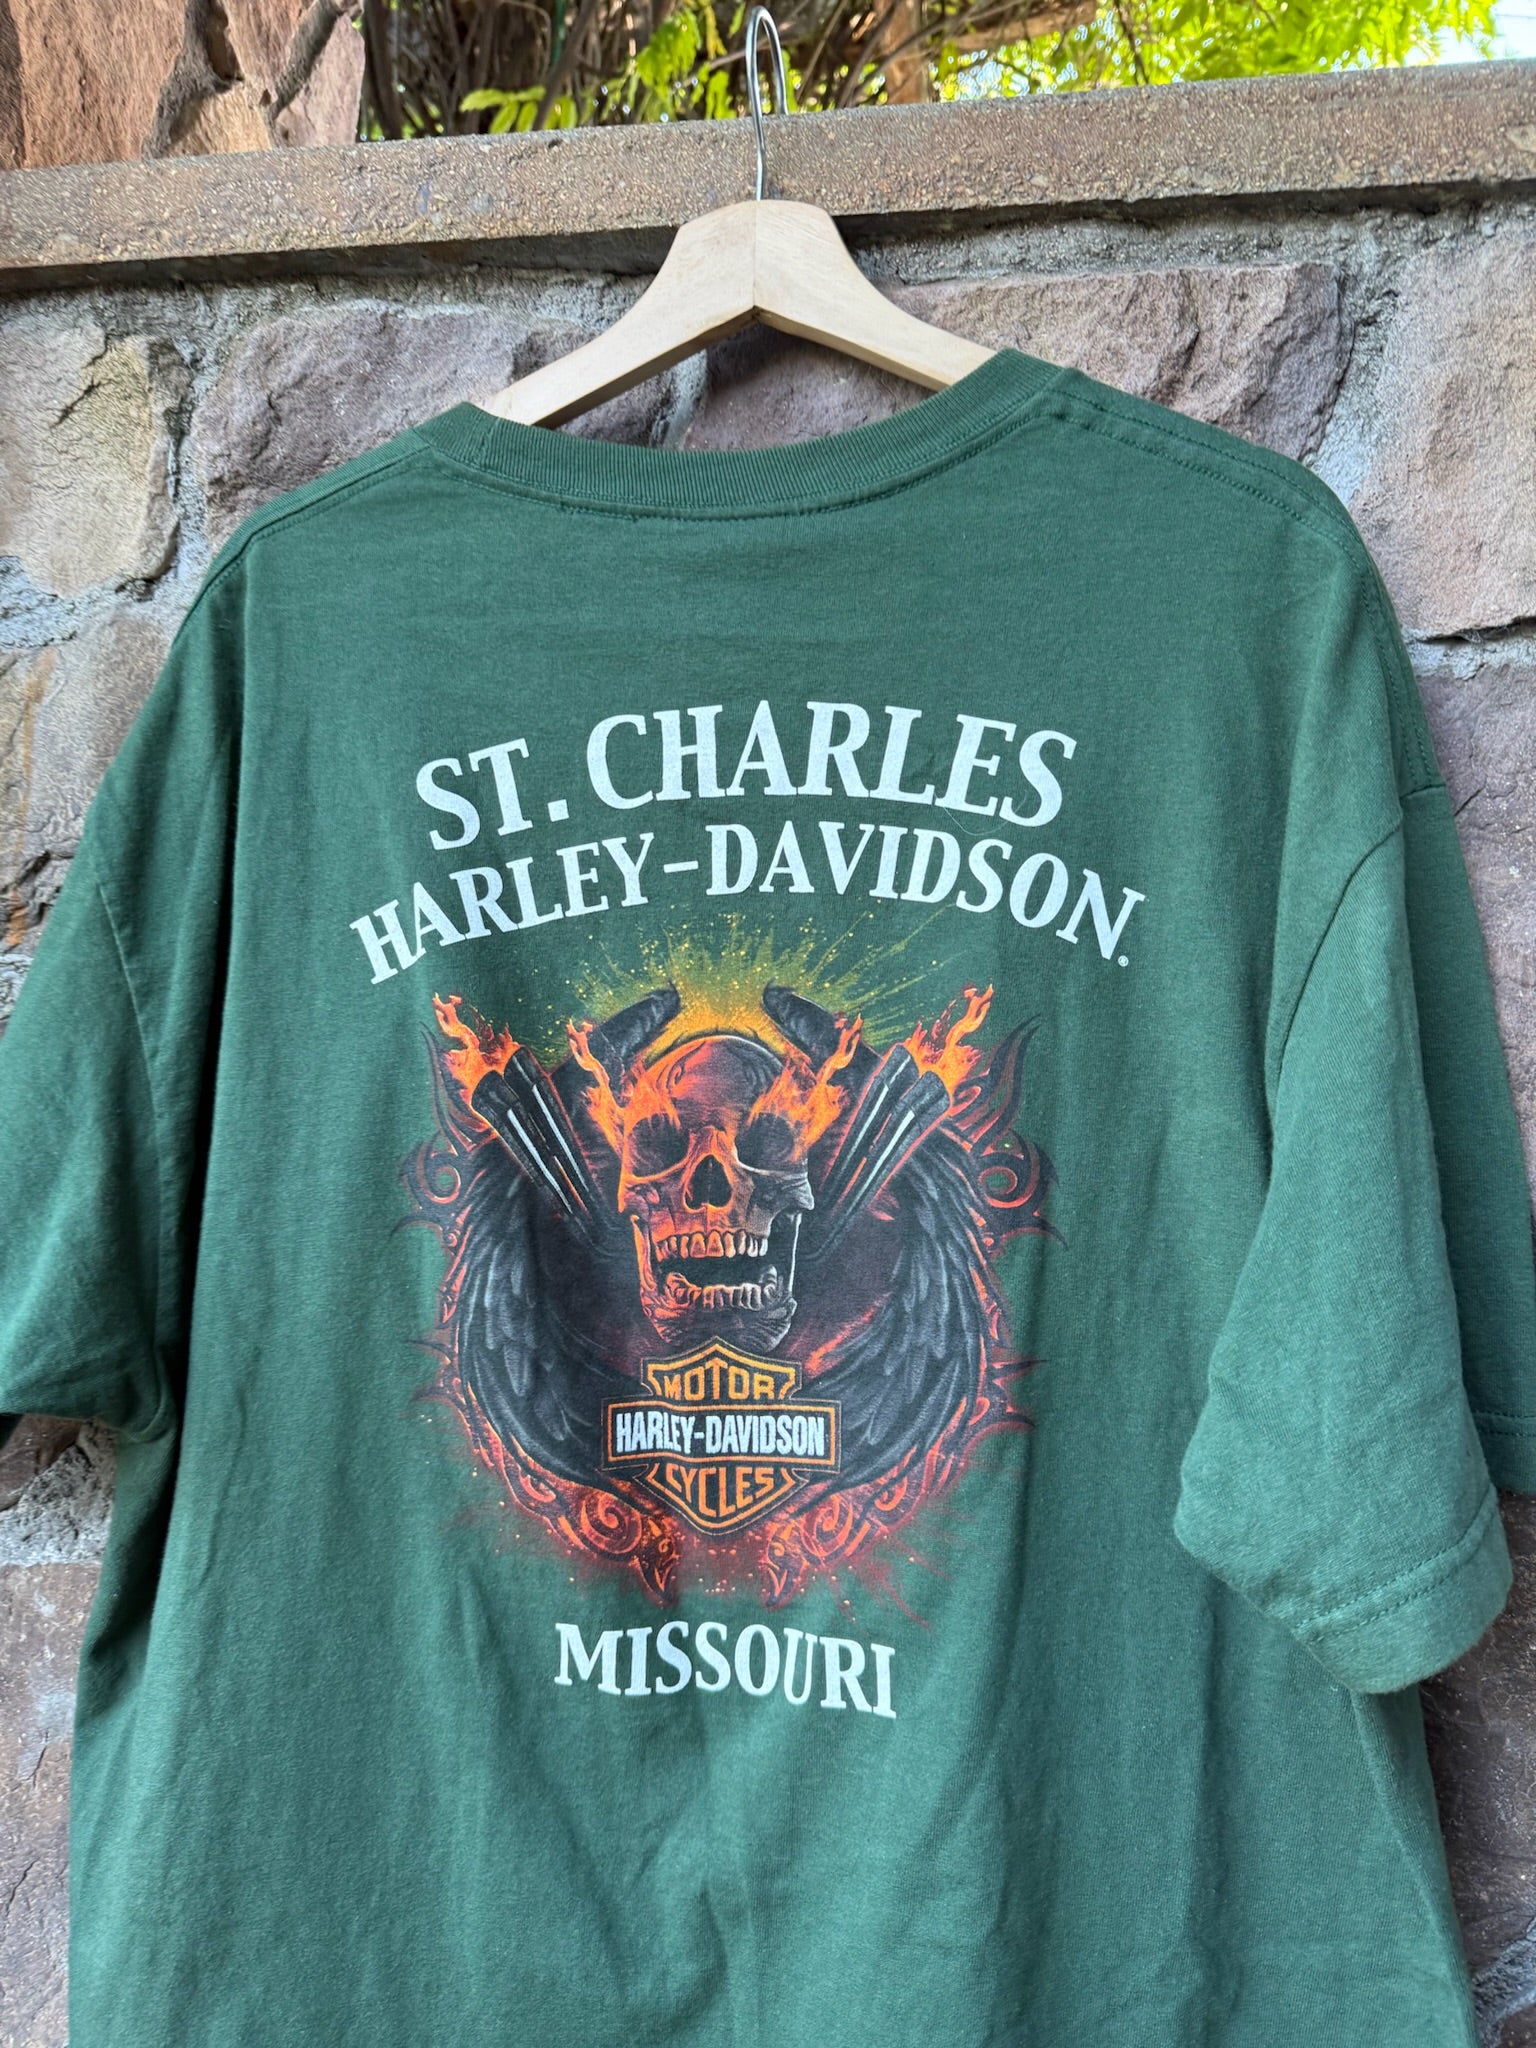 ST. CHARLES
HARLEY-DAVIDSON®
MOTOR
HARLEY-DAVIDSON
CYCLES
MISSOURI